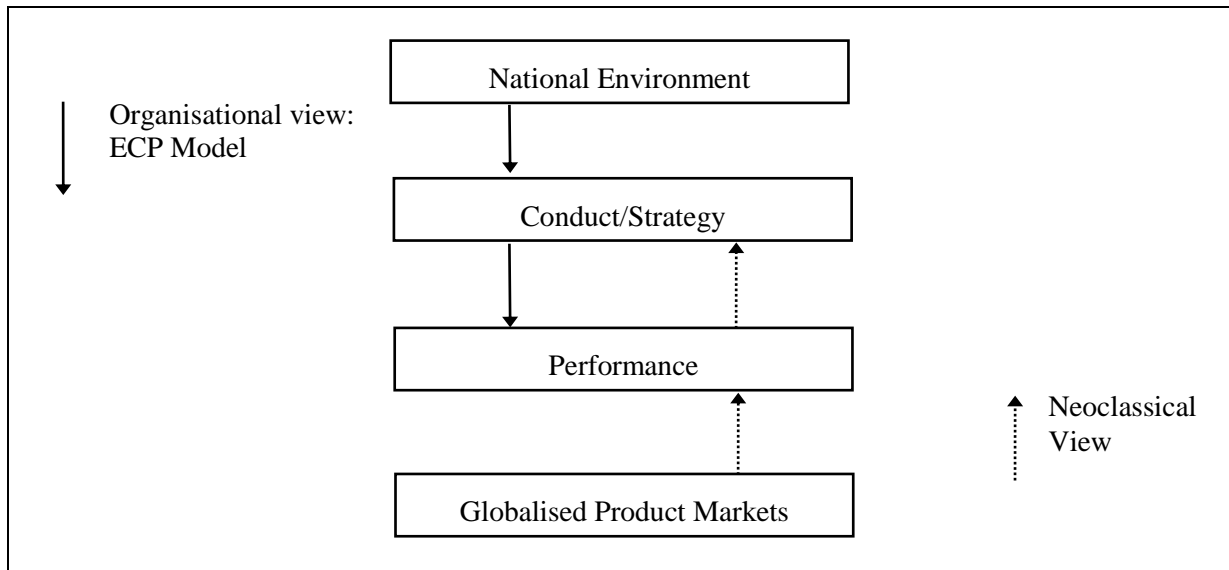 National Environment
Organisational view:
ECP Model
Conduct/Strategy
Performance
Neoclassical
View
Globalised Product Markets